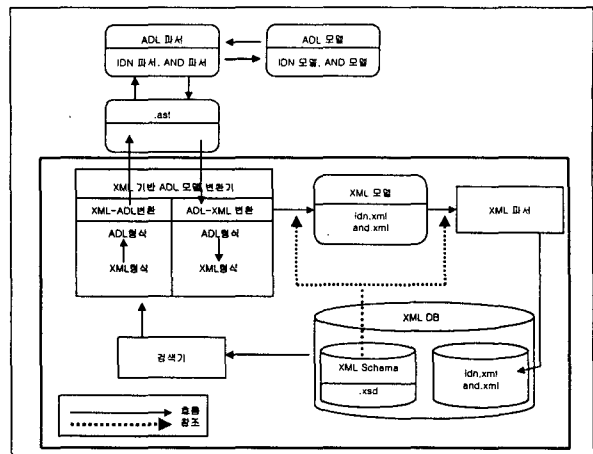 ADL 파서
IDN 파서, AND 파서
ADL 모델
IDN 모델, AND 모델
.ast
XML 기반 ADL 모델 변환기
XML-ADL변환
ADL형식
XML형식
ADL-XML 변환
ADL형식
XML형식
XML 모델
idn.xml
and.xml
XML 파서
검색기
XML DB
XML Schema
.xsd
idn.xml
and.xml
흐름
참조